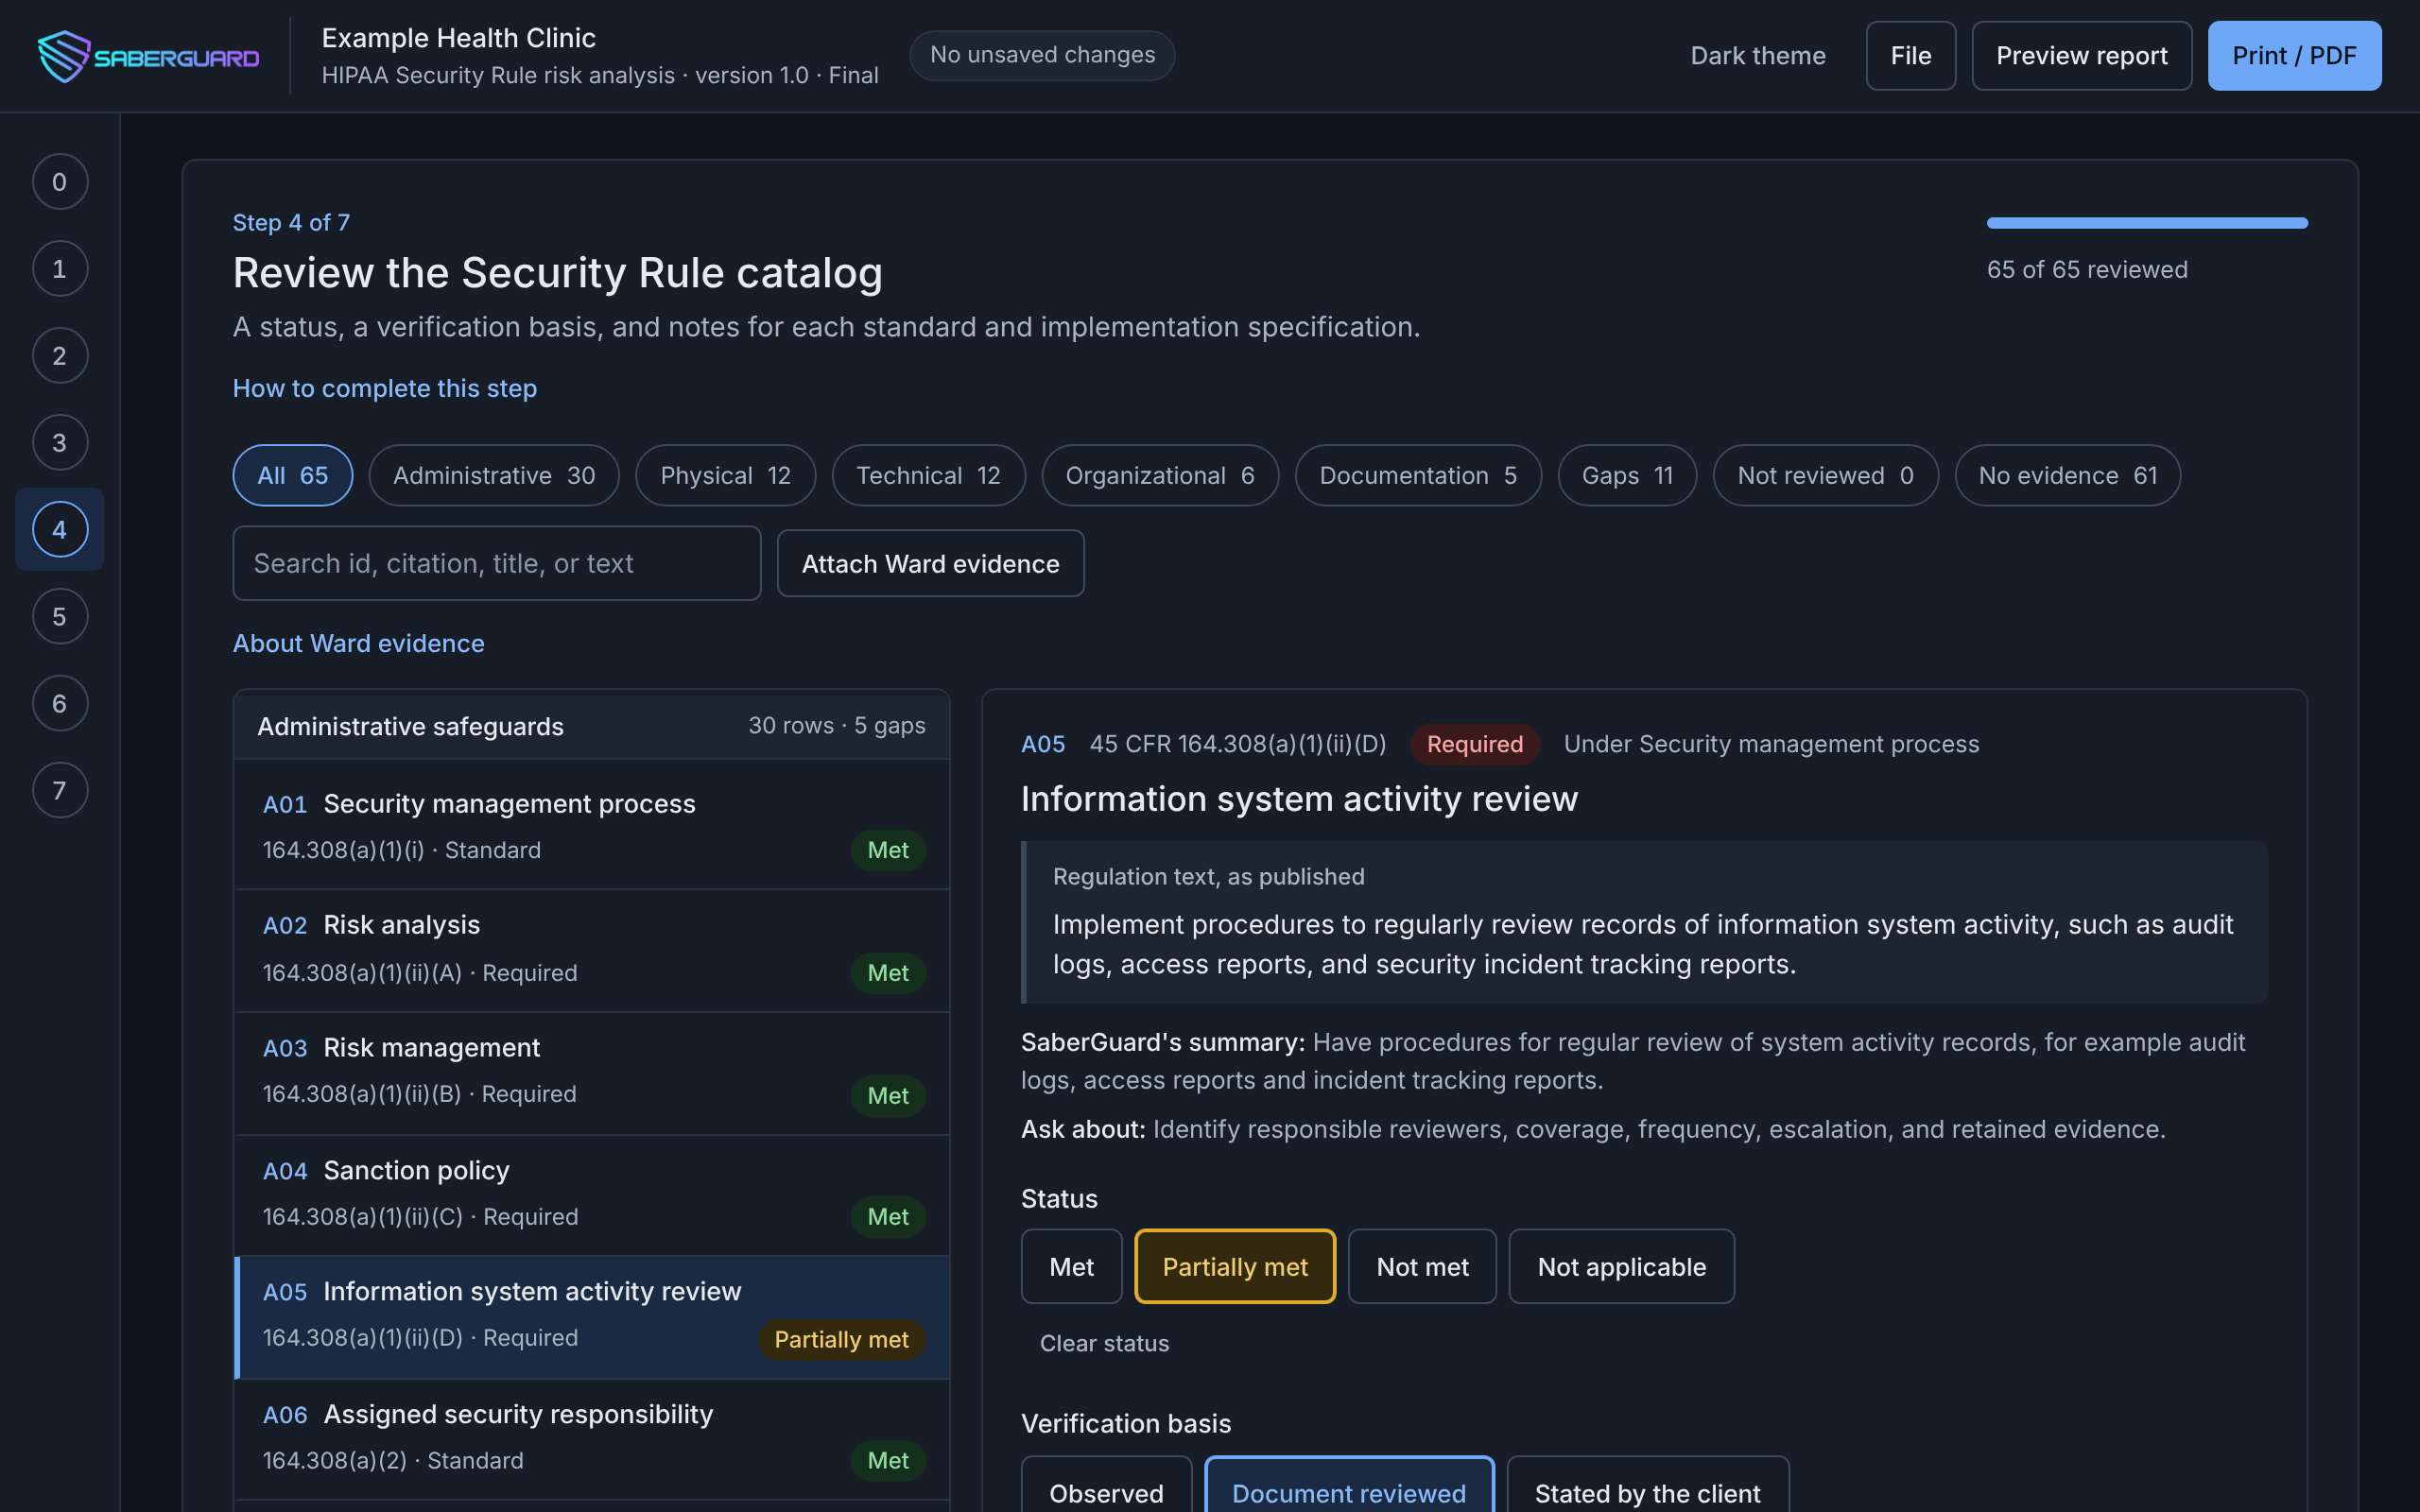 SABERGUARD
Example Health Clinic
HIPAA Security Rule risk analysis · version 1.0 · Final
No unsaved changes
Dark theme
File
Preview report
Print / PDF
0
1
2
3
4
5
6
7
Step 4 of 7
Review the Security Rule catalog
A status, a verification basis, and notes for each standard and implementation specification.
65 of 65 reviewed
How to complete this step
All 65
Administrative 30
Physical 12
Technical 12
Organizational 6
Documentation 5
Gaps 11
Not reviewed 0
No evidence 61
Search id, citation, title, or text
Attach Ward evidence
About Ward evidence
Administrative safeguards
30 rows · 5 gaps
A01 Security management process
164.308(a)(1)(i) · Standard
Met
A02 Risk analysis
164.308(a)(1)(ii)(A) · Required
Met
A03 Risk management
164.308(a)(1)(ii)(B) · Required
Met
A04 Sanction policy
164.308(a)(1)(ii)(C) · Required
Met
A05 Information system activity review
164.308(a)(1)(ii)(D) · Required
Partially met
A06 Assigned security responsibility
164.308(a)(2) · Standard
Met
A05 45 CFR 164.308(a)(1)(ii)(D) Required Under Security management process
Information system activity review
Regulation text, as published
Implement procedures to regularly review records of information system activity, such as audit
logs, access reports, and security incident tracking reports.
SaberGuard's summary: Have procedures for regular review of system activity records, for example audit
logs, access reports and incident tracking reports.
Ask about: Identify responsible reviewers, coverage, frequency, escalation, and retained evidence.
Status
Met
Partially met
Not met
Not applicable
Clear status
Verification basis
Observed
Document reviewed
Stated by the client